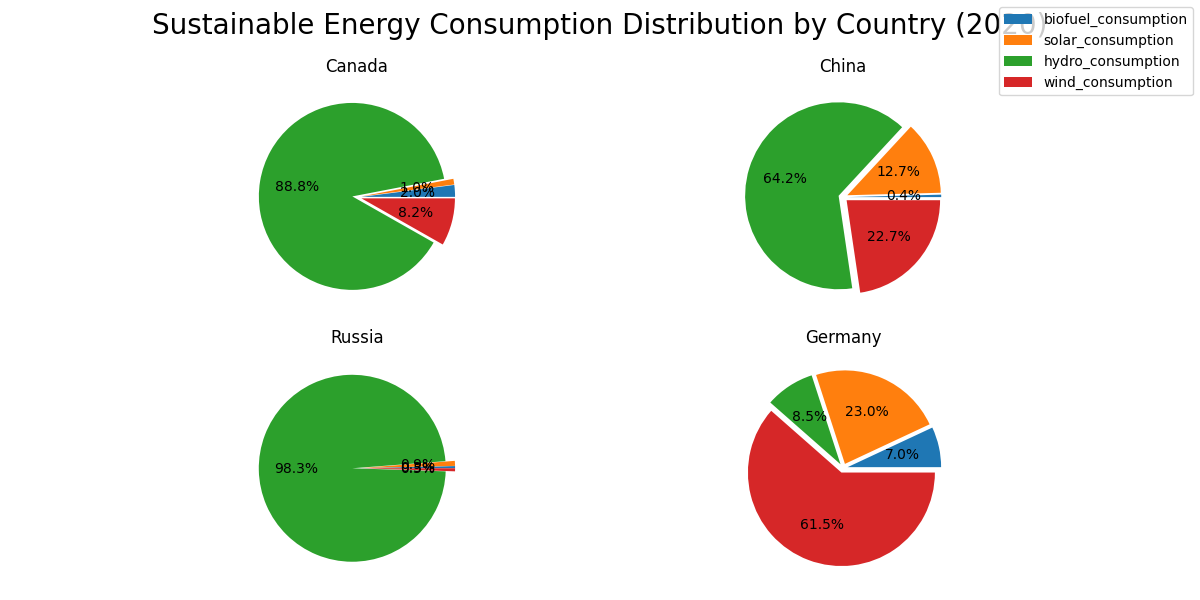 Sustainable Energy Consumption Distribution by Country (2020)
biofuel_consumption
solar_consumption
hydro_consumption
wind_consumption
Canada
88.8%
1.0%
2.0%
8.2%
China
64.2%
12.7%
0.4%
22.7%
Russia
98.3%
Germany
8.5%
23.0%
7.0%
61.5%